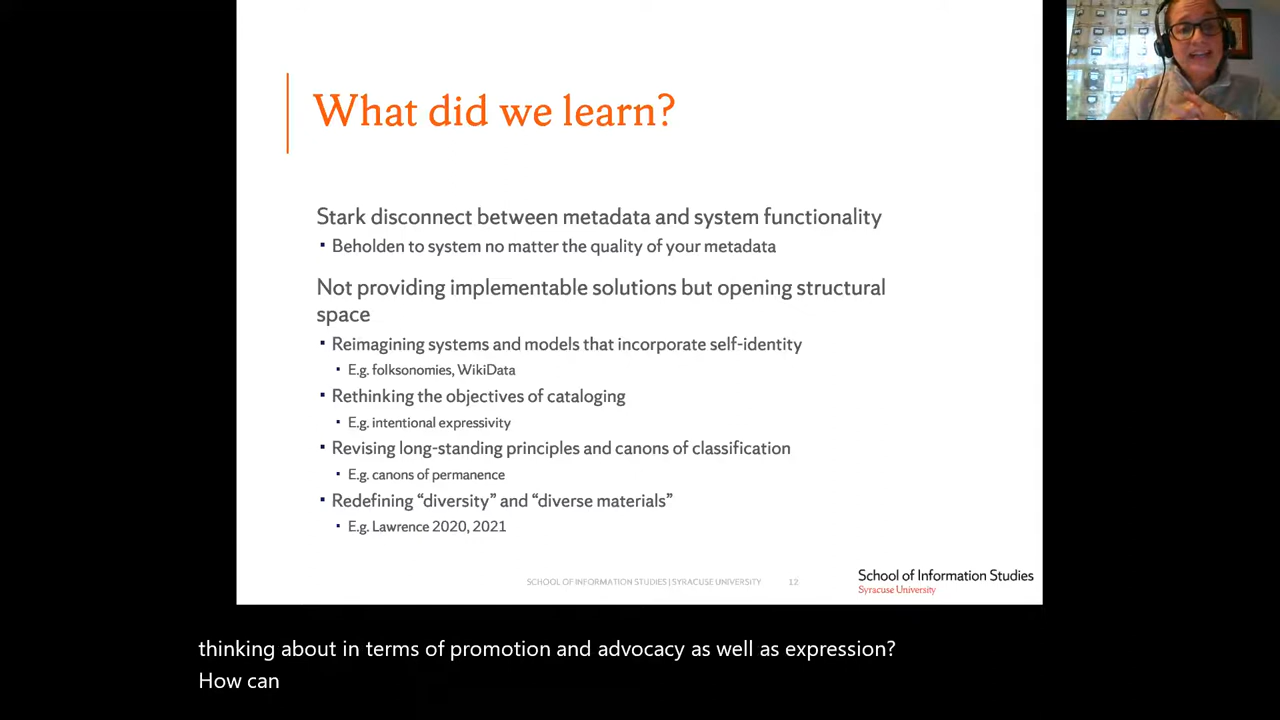 What did we learn?
Stark disconnect between metadata and system functionality
▪ Beholden to system no matter the quality of your metadata
Not providing implementable solutions but opening structural
space
▪ Reimagining systems and models that incorporate self-identity
▪ E.g. folksonomies, WikiData
▪ Rethinking the objectives of cataloging
▪ E.g. intentional expressivity
▪ Revising long-standing principles and canons of classification
▪ E.g. canons of permanence
▪ Redefining “diversity” and “diverse materials”
▪ E.g. Lawrence 2020, 2021
SCHOOL OF INFORMATION STUDIES | SYRACUSE UNIVERSITY 12
School of Information Studies
Syracuse University
thinking about in terms of promotion and advocacy as well as expression?
How can